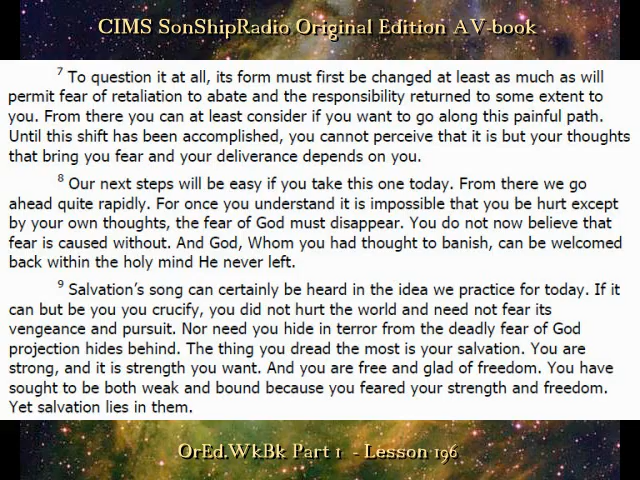 CIMS SonShipRadio Original Edition AV-book
7 To question it at all, its form must first be changed at least as much as will
permit fear of retaliation to abate and the responsibility returned to some extent to
you. From there you can at least consider if you want to go along this painful path.
Until this shift has been accomplished, you cannot perceive that it is but your thoughts
that bring you fear and your deliverance depends on you.
8 Our next steps will be easy if you take this one today. From there we go
ahead quite rapidly. For once you understand it is impossible that you be hurt except
by your own thoughts, the fear of God must disappear. You do not now believe that
fear is caused without. And God, Whom you had thought to banish, can be welcomed
back within the holy mind He never left.
9 Salvation’s song can certainly be heard in the idea we practice for today. If it
can but be you you crucify, you did not hurt the world and need not fear its
vengeance and pursuit. Nor need you hide in terror from the deadly fear of God
projection hides behind. The thing you dread the most is your salvation. You are
strong, and it is strength you want. And you are free and glad of freedom. You have
sought to be both weak and bound because you feared your strength and freedom.
Yet salvation lies in them.
OrEd.WkBk Part 1 - Lesson 196